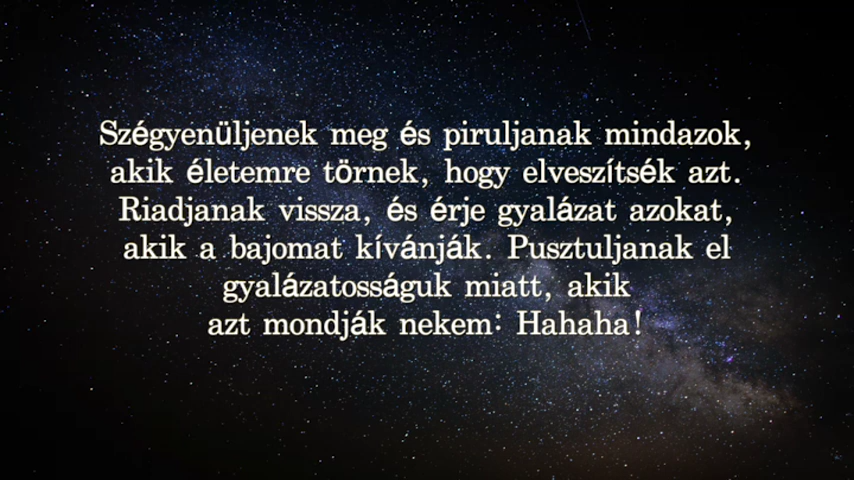 Szégyenüljenek meg és piruljanak mindazok,
akik életemre törnek, hogy elveszítsék azt.
Riadjanak vissza, és érje gyalázat azokat,
akik a bajomat kívánják. Pusztuljanak el
gyalázatosságuk miatt, akik
azt mondják nekem: Hahaha!